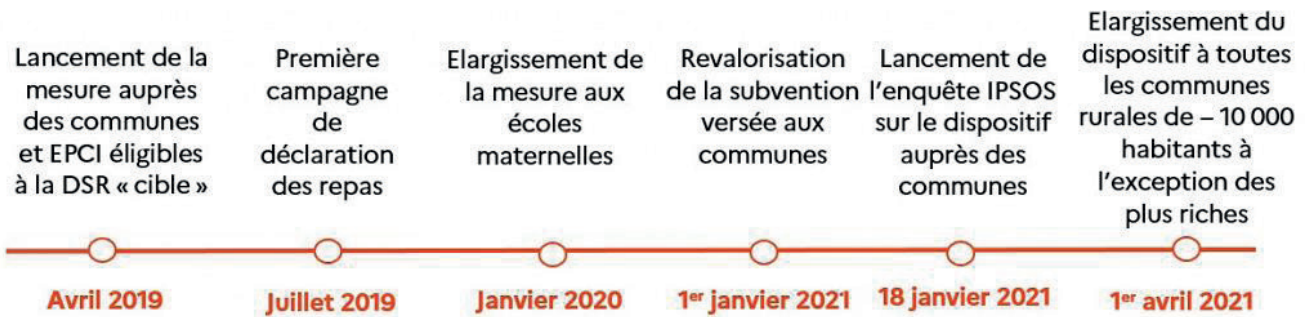 Lancement de la
mesure auprès
des communes
et EPCI éligibles
à la DSR « cible »
Avril 2019
Première
campagne
de
déclaration
des repas
Juillet 2019
Elargissement de
la mesure aux
écoles
maternelles
Janvier 2020
Revalorisation
de la subvention
versée aux
communes
1er janvier 2021
Lancement de
l'enquête IPSOS
sur le dispositif
auprès des
communes
18 janvier 2021
Elargissement du
dispositif à toutes
les communes
rurales de – 10 000
habitants à
l'exception des
plus riches
1er avril 2021